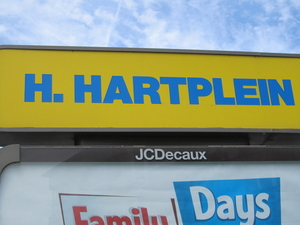 H. HARTPLEIN
JCDecaux
Family
Days